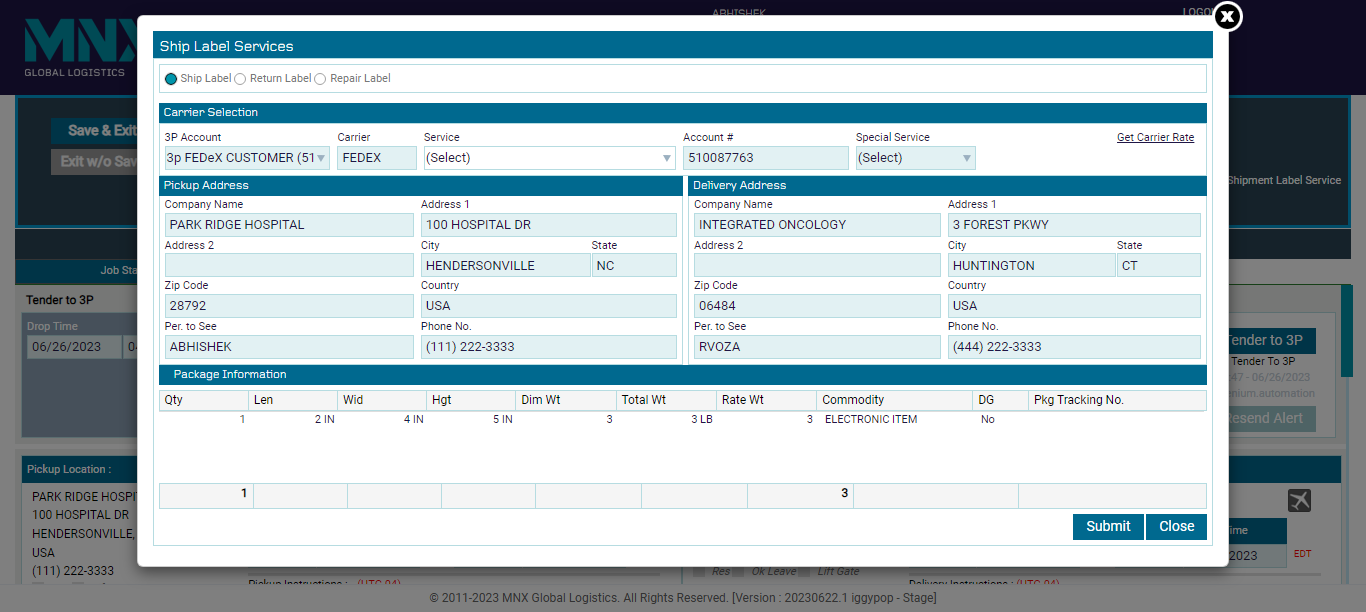 ABHISHEK
MNX
GLOBAL LOGISTICS
Ship Label Services
Ship Label Return Label Repair Label
Carrier Selection
3P Account Carrier Service Account # Special Service Get Carrier Rate
3p FEDeX CUSTOMER (51 FEDEX (Select) 510087763 (Select)
Save & Exit
Exit w/o Sav
Shipment Label Service
Pickup Address Delivery Address
Company Name Address 1 Company Name Address 1
PARK RIDGE HOSPITAL 100 HOSPITAL DR INTEGRATED ONCOLOGY 3 FOREST PKWY
Address 2 City State Address 2 City State
HENDERSONVILLE NC HUNTINGTON CT
Job Sta
Zip Code Country Zip Code Country
28792 USA 06484 USA
Tender to 3P
Per. to See Phone No. Per. to See Phone No.
Drop Time
06/26/2023
ABHISHEK (111) 222-3333 RVOZA (444) 222-3333
Tender to 3P
Tender To 3P
47 - 06/26/2023
enium.automation
Resend Alert
Package Information
Qty Len Wid Hgt Dim Wt Total Wt Rate Wt Commodity DG Pkg Tracking No.
1 2 IN 4 IN 5 IN 3 3 LB 3 ELECTRONIC ITEM No
1 3
Submit Close
Pickup Location :
PARK RIDGE HOSPI
100 HOSPITAL DR
HENDERSONVILLE,
USA
(111) 222-3333
ime
2023 EDT
Res Ok Leave Lift Gate
Pickup Instructions : (UTC-04) Delivery Instructions : (UTC-04)
© 2011-2023 MNX Global Logistics. All Rights Reserved. [Version : 20230622.1 iggypop - Stage]